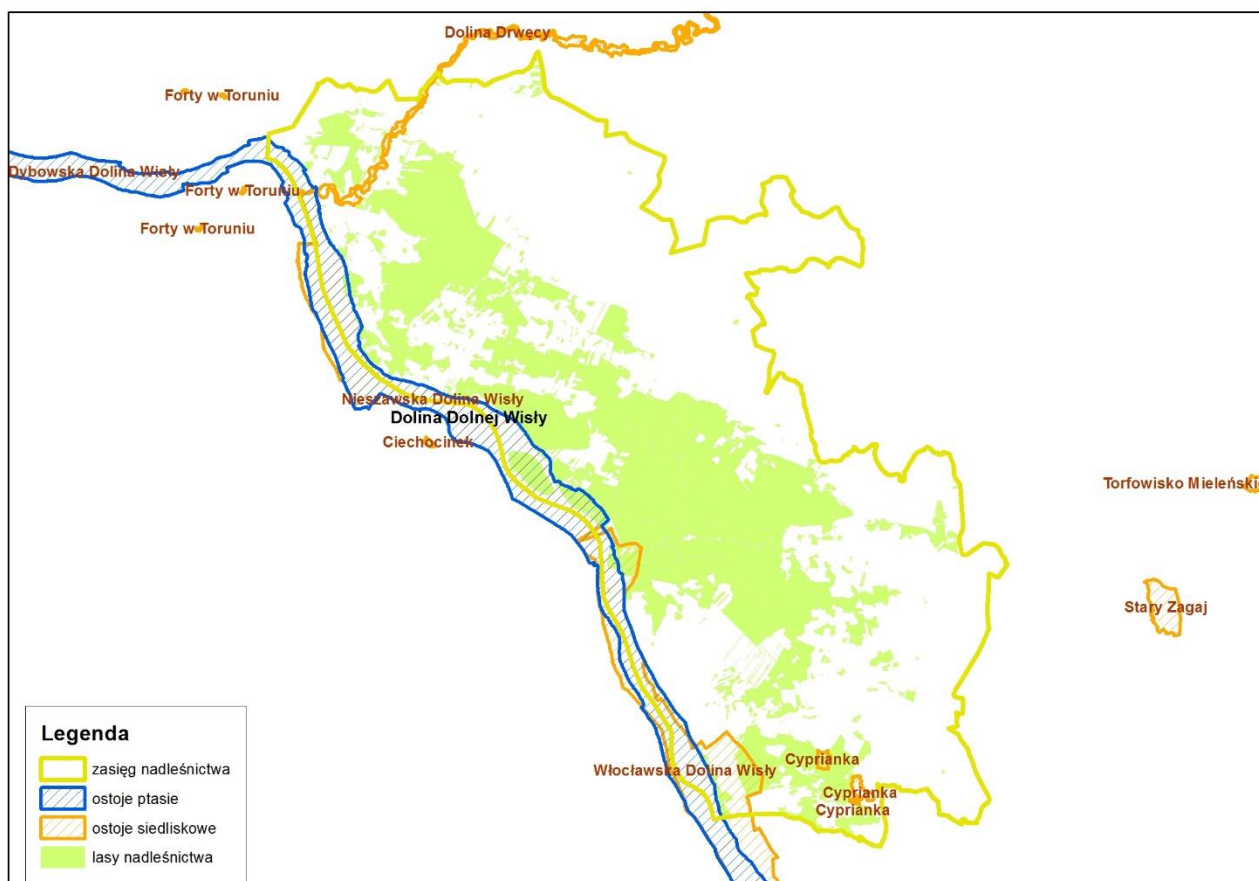 Dolina Drwęcy
Forty w Toruniu
Dybowska Dolina Wisły
Forty w Toruniu
Forty w Toruniu
Nieszawska Dolina Wisły
Dolina Dolnej Wisły
Ciechocinek
Torfowisko Mieleński
Stary Zagaj
Włocławska Dolina Wisły
Cyprianka
Cyprianka
Cyprianka
Legenda
zasięg nadleśnictwa
ostoje ptasie
ostoje siedliskowe
lasy nadleśnictwa